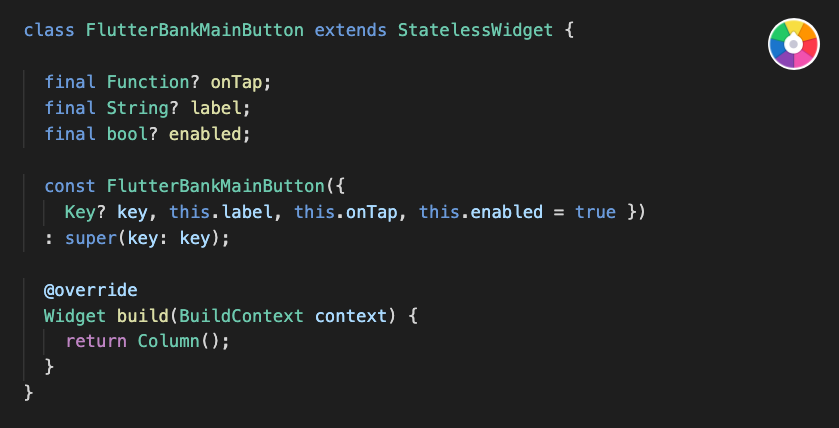 class FlutterBankMainButton extends StatelessWidget {
final Function? onTap;
final String? label;
final bool? enabled;
const FlutterBankMainButton({
Key? key, this.label, this.onTap, this.enabled = true })
: super(key: key);
@override
Widget build(BuildContext context) {
return Column();
}
}